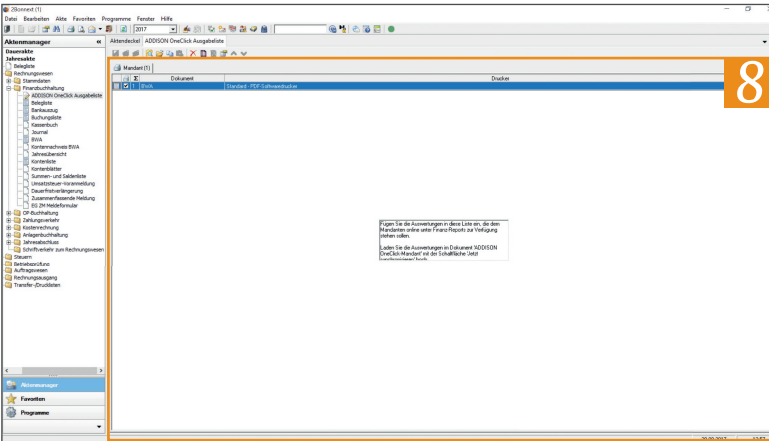 2Bonnext (1)
Datei Bearbeiten Akte Favoriten Programme Fenster Hilfe
2017
Aktenmanager «
Aktendeckel ADDISON OneClick Ausgabeliste
Dauerakte
Jahresakte
Belegliste
Rechnungswesen
Stammdaten
Finanzbuchhaltung
ADDISON OneClick Ausgabeliste
Belegliste
Bankauszug
Buchungsliste
Kassenbuch
Journal
BWA
Kontennachweis BWA
Jahresübersicht
Kontenliste
Kontenblätter
Summen- und Saldenliste
Umsatzsteuer-Voranmeldung
Dauerfristverlängerung
Zusammenfassende Meldung
EG ZM Meldeformular
OP-Buchhaltung
Zahlungsverkehr
Kostenrechnung
Anlagenbuchhaltung
Jahresabschluss
Schriftverkehr zum Rechnungswesen
Steuern
Betriebsprüfung
Auftragswesen
Rechnungsausgang
Transfer-/Drucklisten
Aktenmanager
Favoriten
Programme
Mandant (1)
Σ Dokument Drucker
1 BWA Standard - PDF-Softwaredrucker
8
Fügen Sie die Auswertungen in diese Liste ein, die dem
Mandanten online unter Finanz-Reports zur Verfügung
stehen sollen.
Laden Sie die Auswertungen im Dokument 'ADDISON
OneClick-Mandant' mit der Schaltfläche 'Jetzt
synchronisieren' hoch.